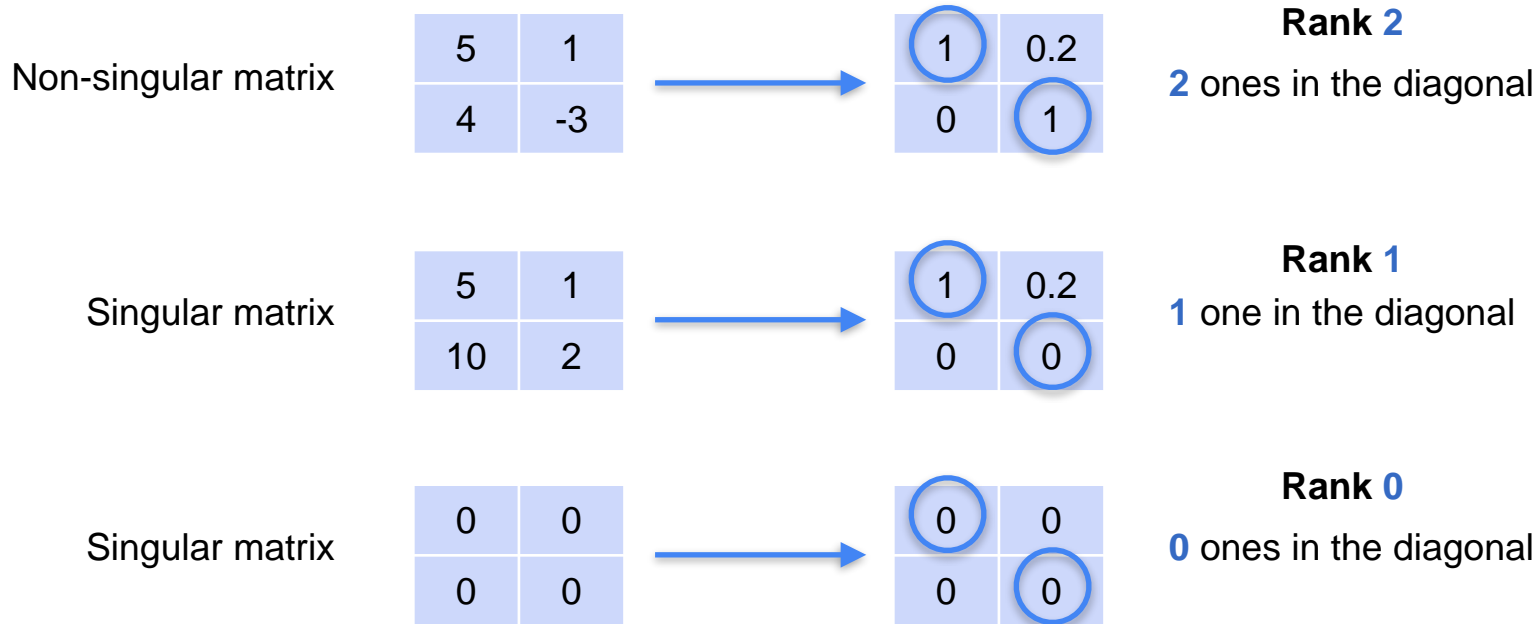 Rank 2
5 1 1 0.2
Non-singular matrix
2 ones in the diagonal
4 -3 0 1
Rank 1
5 1 1 0.2
Singular matrix
1 one in the diagonal
10 2 0 0
Rank 0
0 0 0 0
Singular matrix
0 ones in the diagonal
0 0 0 0